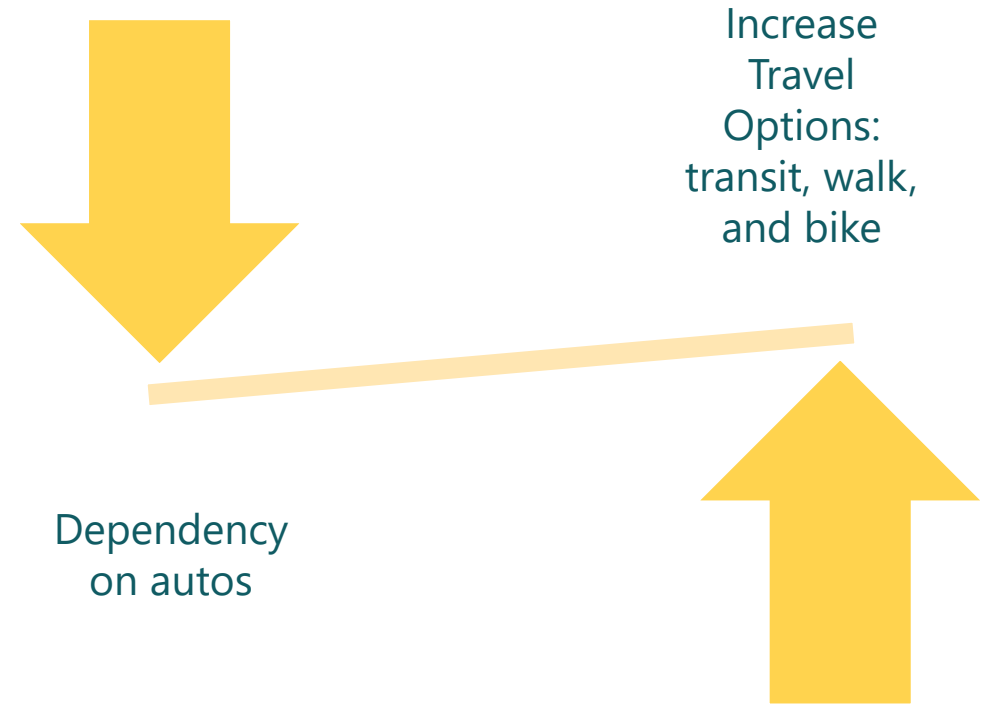 Increase
Travel
Options:
transit, walk,
and bike
Dependency
on autos